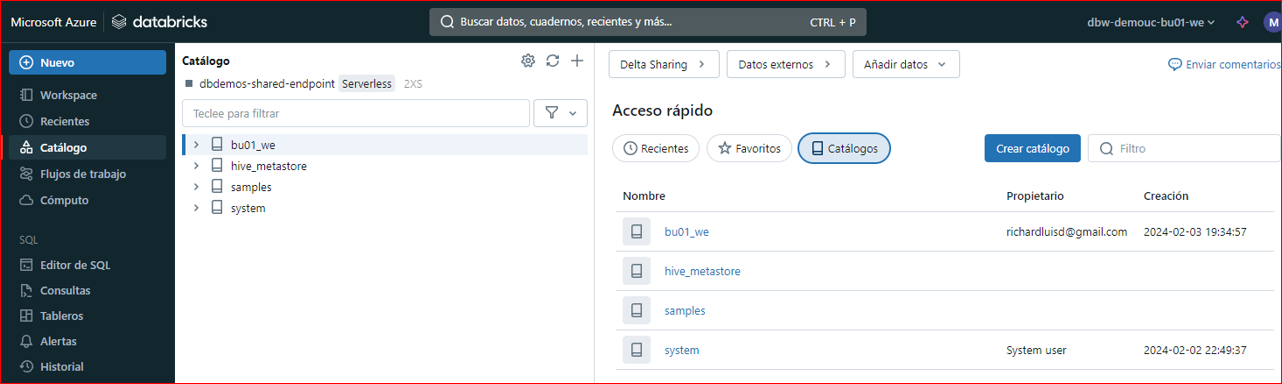 Microsoft Azure databricks Buscar datos, cuadernos, recientes y más... CTRL + P dbw-demouc-bu01-we M
Nuevo
Workspace
Recientes
Catálogo
Flujos de trabajo
Cómputo
SQL
Editor de SQL
Consultas
Tableros
Alertas
Historial
Catálogo
dbdemos-shared-endpoint Serverless 2XS
Teclee para filtrar
bu01_we
hive_metastore
samples
system
Delta Sharing Datos externos Añadir datos Enviar comentarios
Acceso rápido
Recientes Favoritos Catálogos Crear catálogo Filtro
Nombre Propietario Creación
bu01_we richardluisd@gmail.com 2024-02-03 19:34:57
hive_metastore
samples
system System user 2024-02-02 22:49:37